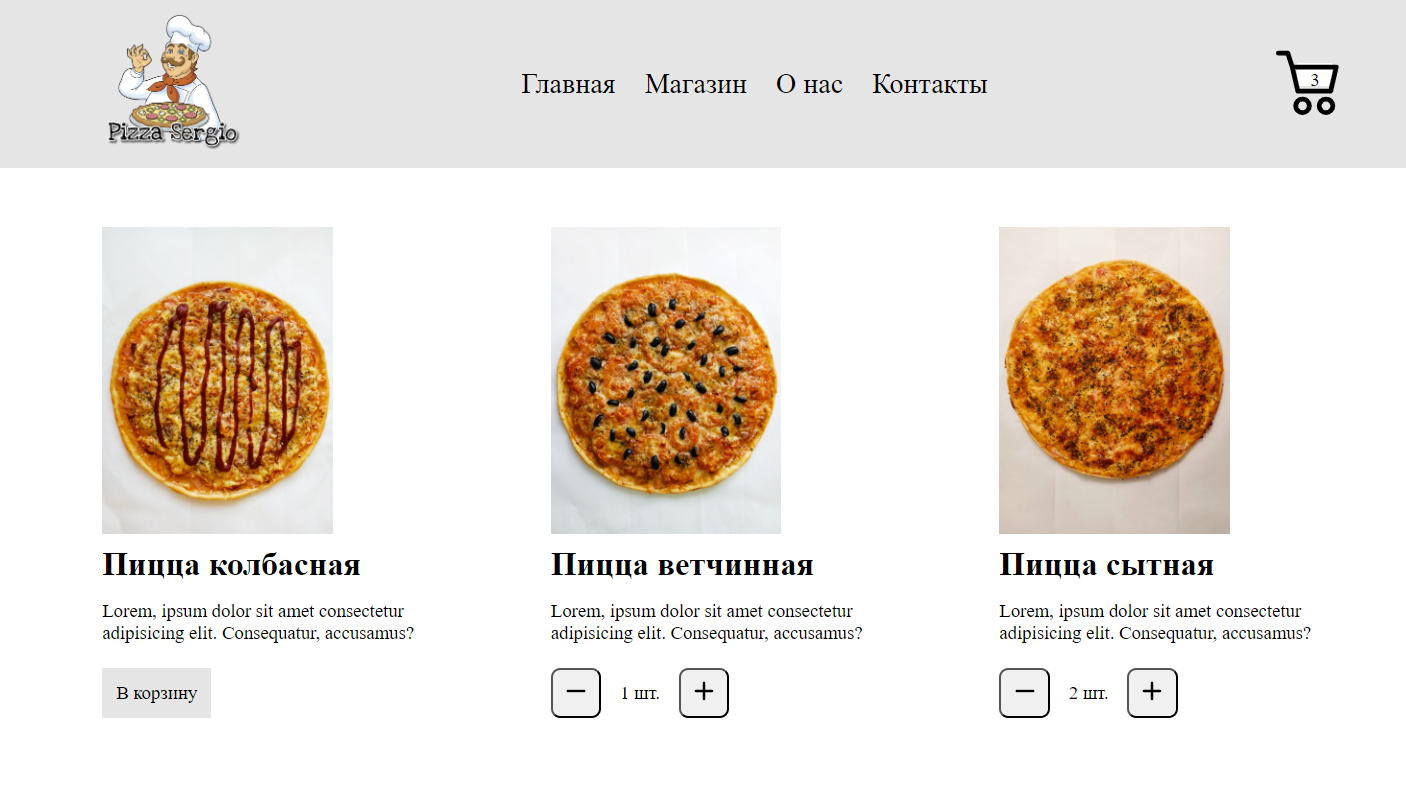 Pizza Sergio
Главная Магазин О нас Контакты
3
Пицца колбасная
Lorem, ipsum dolor sit amet consectetur
adipisicing elit. Consequatur, accusamus?
В корзину
Пицца ветчинная
Lorem, ipsum dolor sit amet consectetur
adipisicing elit. Consequatur, accusamus?
1 шт.
Пицца сытная
Lorem, ipsum dolor sit amet consectetur
adipisicing elit. Consequatur, accusamus?
2 шт.